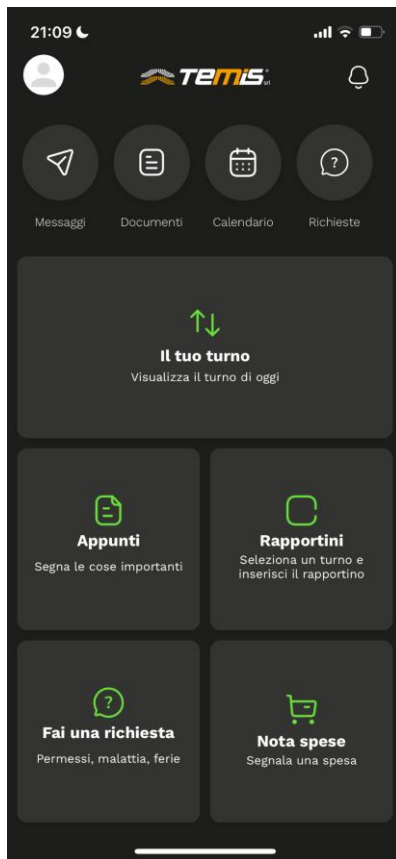 21:09
Temis srl
Messaggi
Documenti
Calendario
Richieste
?
Il tuo turno
Visualizza il turno di oggi
Appunti
Segna le cose importanti
Rapportini
Seleziona un turno e
inserisci il rapportino
?
Fai una richiesta
Permessi, malattia, ferie
Nota spese
Segnala una spesa